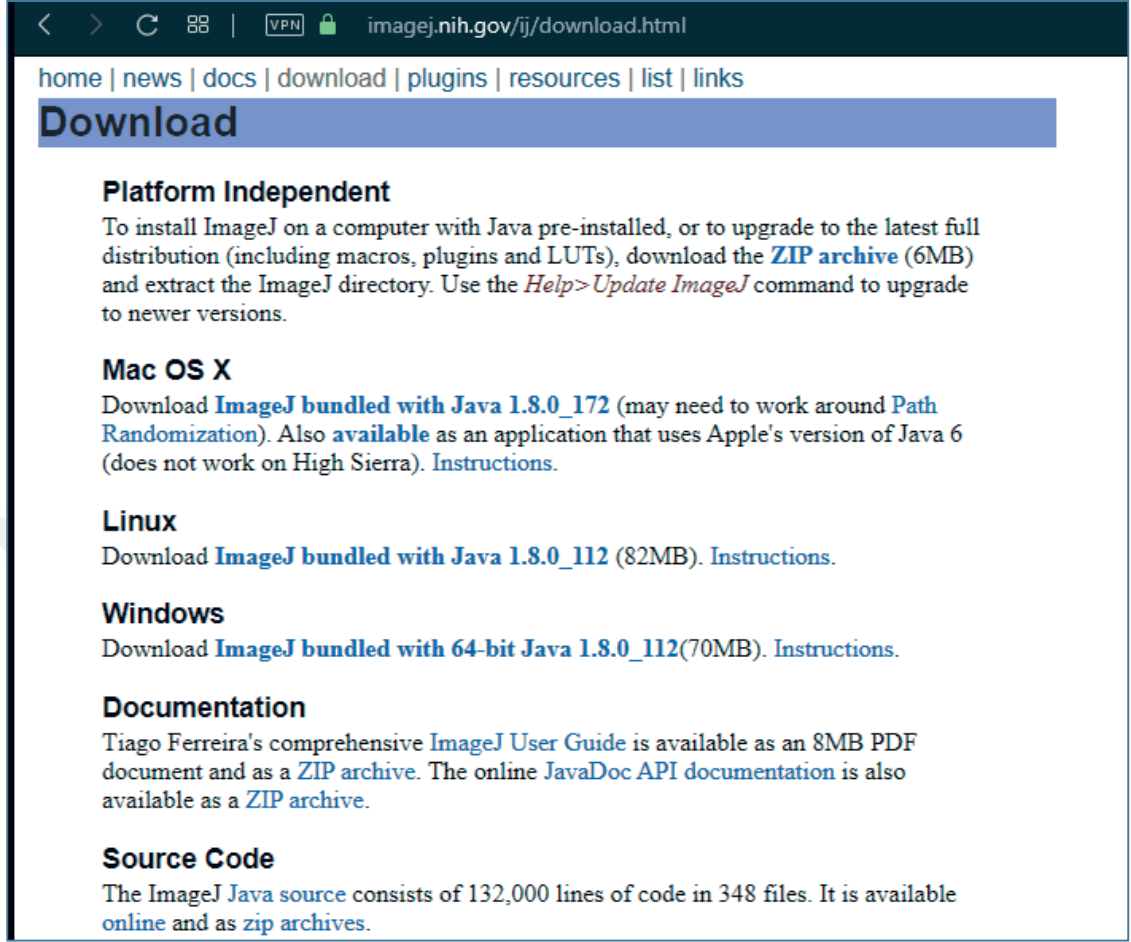 VPN imagej.nih.gov/ij/download.html
home | news | docs | download | plugins | resources | list | links
Download
Platform Independent
To install ImageJ on a computer with Java pre-installed, or to upgrade to the latest full
distribution (including macros, plugins and LUTs), download the ZIP archive (6MB)
and extract the ImageJ directory. Use the Help>Update ImageJ command to upgrade
to newer versions.
Mac OS X
Download ImageJ bundled with Java 1.8.0_172 (may need to work around Path
Randomization). Also available as an application that uses Apple's version of Java 6
(does not work on High Sierra). Instructions.
Linux
Download ImageJ bundled with Java 1.8.0_112 (82MB). Instructions.
Windows
Download ImageJ bundled with 64-bit Java 1.8.0_112(70MB). Instructions.
Documentation
Tiago Ferreira's comprehensive ImageJ User Guide is available as an 8MB PDF
document and as a ZIP archive. The online JavaDoc API documentation is also
available as a ZIP archive.
Source Code
The ImageJ Java source consists of 132,000 lines of code in 348 files. It is available
online and as zip archives.